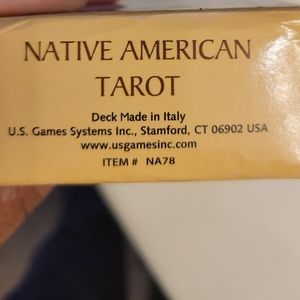 NATIVE AMERICAN
TAROT
Deck Made in Italy
U.S. Games Systems Inc., Stamford, CT 06902 USA
www.usgamesinc.com
ITEM # NA78